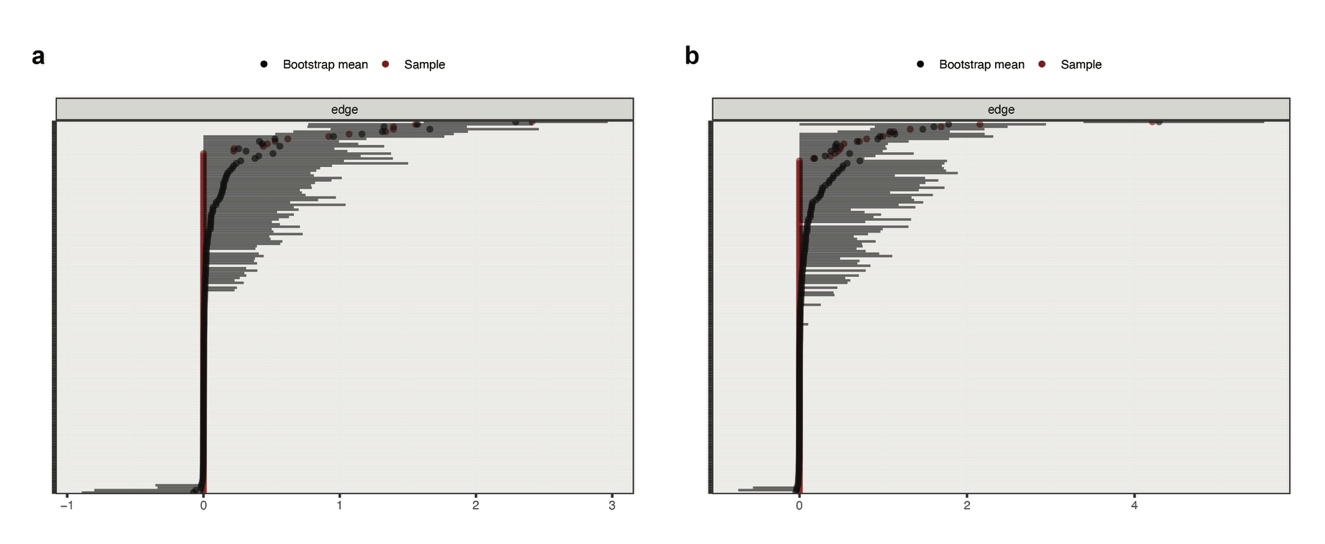 a
Bootstrap mean Sample
edge
−1 0 1 2 3
b
Bootstrap mean Sample
edge
0 2 4